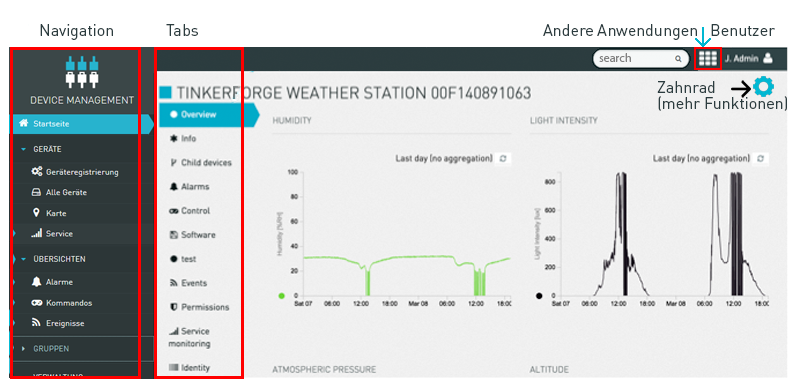 Navigation
Tabs
Andere Anwendungen
Benutzer
search
J. Admin
Zahnrad
(mehr Funktionen)
DEVICE MANAGEMENT
Startseite
GERÄTE
Geräteregistrierung
Alle Geräte
Karte
Service
ÜBERSICHTEN
Alarme
Kommandos
Ereignisse
GRUPPEN
VERWALTUNG
TINKERFORGE WEATHER STATION 00F140891063
Overview
Info
Child devices
Alarms
Control
Software
test
Events
Permissions
Service
monitoring
Identity
HUMIDITY
Last day (no aggregation)
Humidity [%RH]
100
80
60
40
20
0
Sat 07
06:00
12:00
18:00
Mar 08
06:00
12:00
18:00
LIGHT INTENSITY
Last day (no aggregation)
Light Intensity [lux]
800
600
400
200
0
Sat 07
06:00
12:00
18:00
Mar 08
06:00
12:00
18:00
ATMOSPHERIC PRESSURE
ALTITUDE